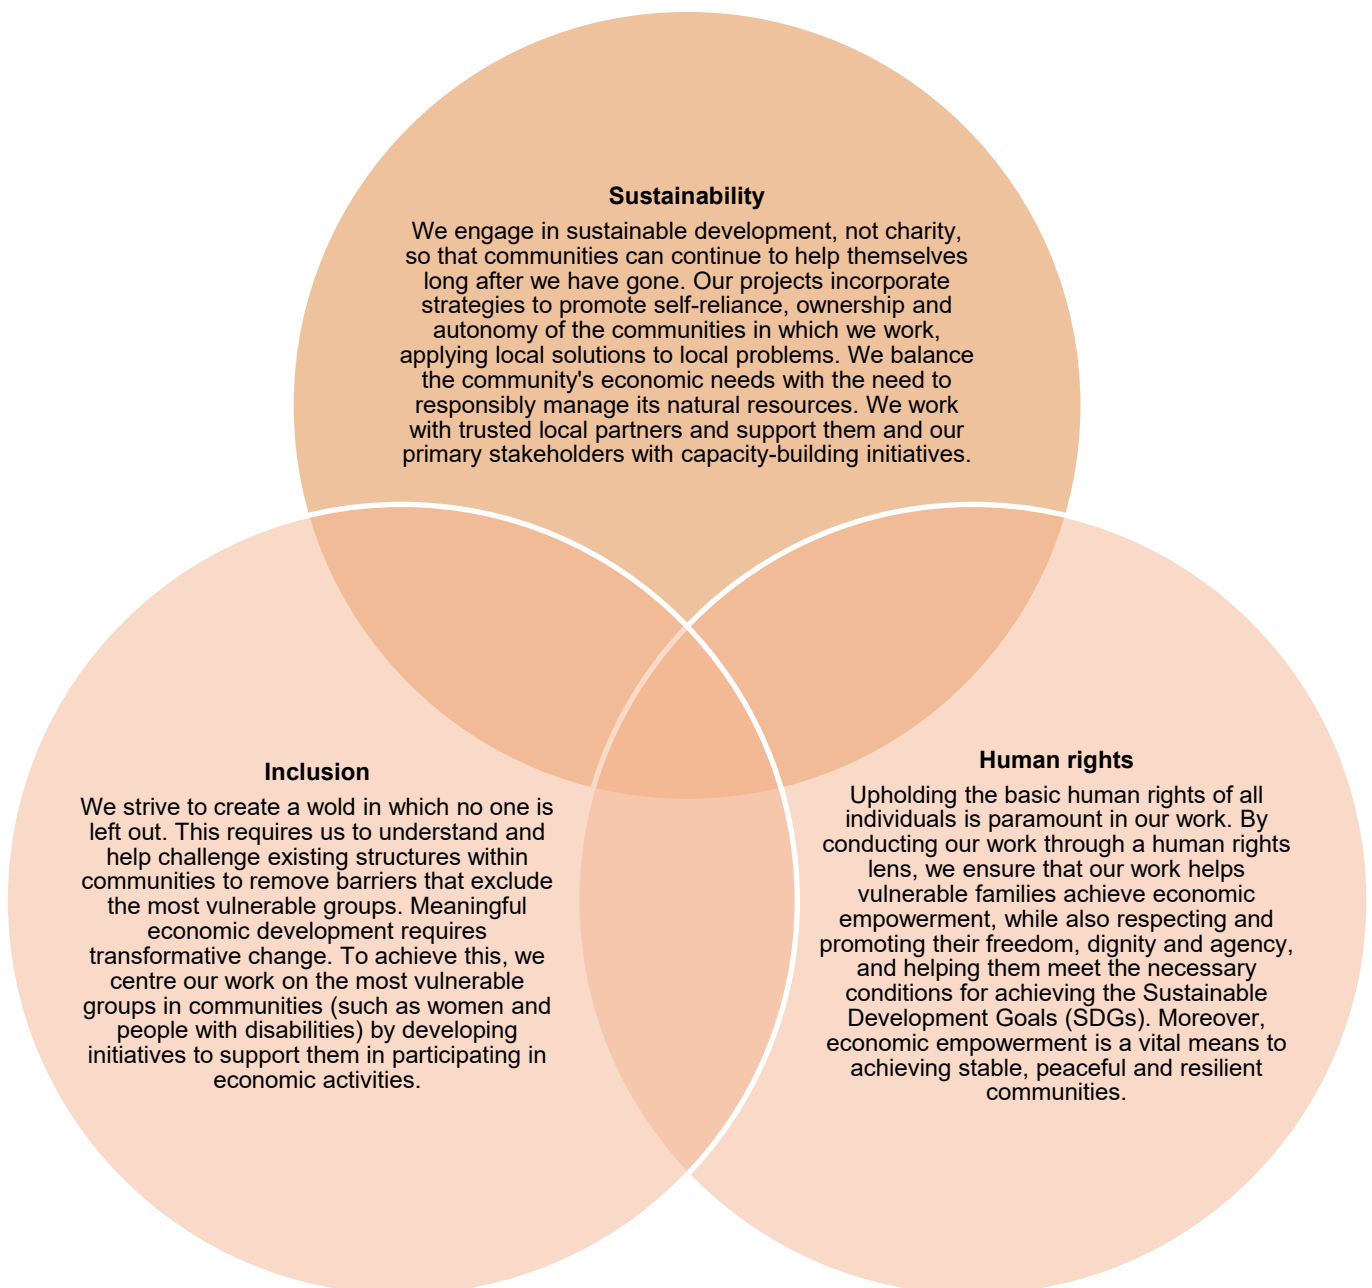 Sustainability
We engage in sustainable development, not charity,
so that communities can continue to help themselves
long after we have gone. Our projects incorporate
strategies to promote self-reliance, ownership and
autonomy of the communities in which we work,
applying local solutions to local problems. We balance
the community's economic needs with the need to
responsibly manage its natural resources. We work
with trusted local partners and support them and our
primary stakeholders with capacity-building initiatives.
Inclusion
We strive to create a wold in which no one is
left out. This requires us to understand and
help challenge existing structures within
communities to remove barriers that exclude
the most vulnerable groups. Meaningful
economic development requires
transformative change. To achieve this, we
centre our work on the most vulnerable
groups in communities (such as women and
people with disabilities) by developing
initiatives to support them in participating in
economic activities.
Human rights
Upholding the basic human rights of all
individuals is paramount in our work. By
conducting our work through a human rights
lens, we ensure that our work helps
vulnerable families achieve economic
empowerment, while also respecting and
promoting their freedom, dignity and agency,
and helping them meet the necessary
conditions for achieving the Sustainable
Development Goals (SDGs). Moreover,
economic empowerment is a vital means to
achieving stable, peaceful and resilient
communities.